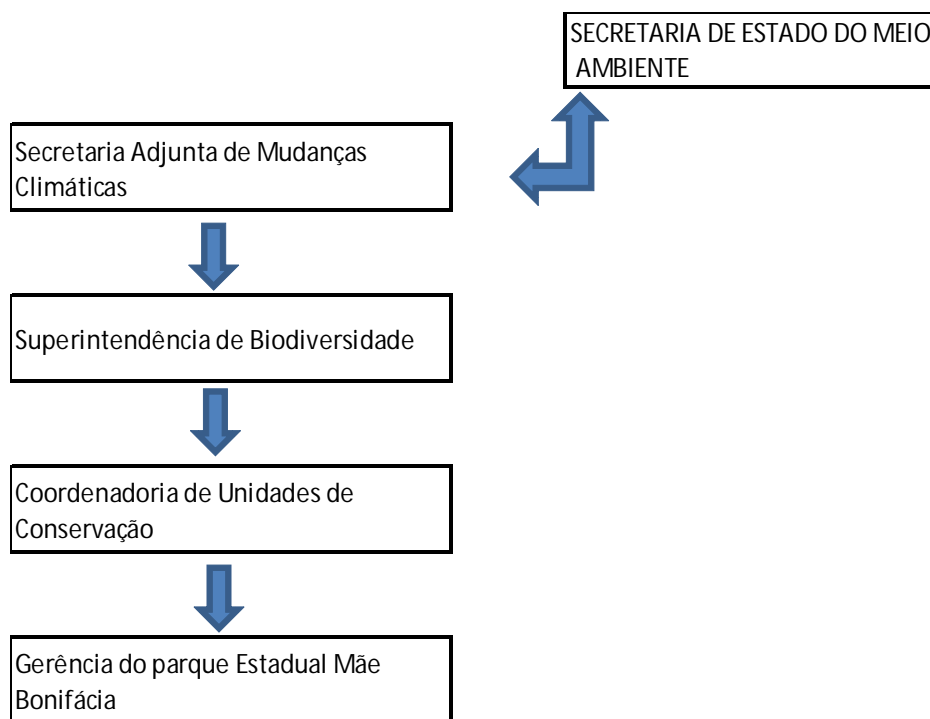 SECRETARIA DE ESTADO DO MEIO
AMBIENTE
Secretaria Adjunta de Mudanças
Climáticas
Superintendência de Biodiversidade
Coordenadoria de Unidades de
Conservação
Gerência do parque Estadual Mãe
Bonifácia